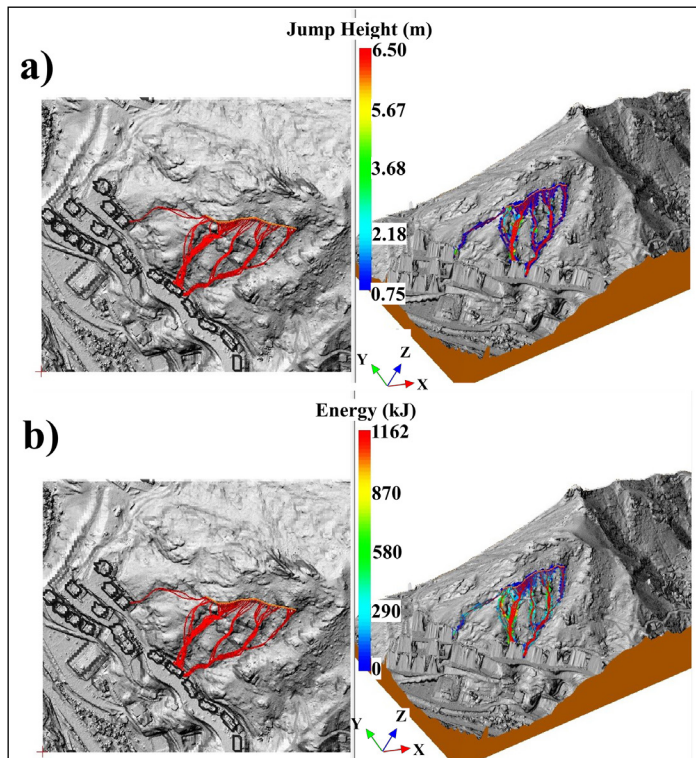 Jump Height (m)
a)
6.50
5.67
3.68
2.18
0.75
Y
Z
X
Energy (kJ)
b)
1162
870
580
290
0
Y
Z
X